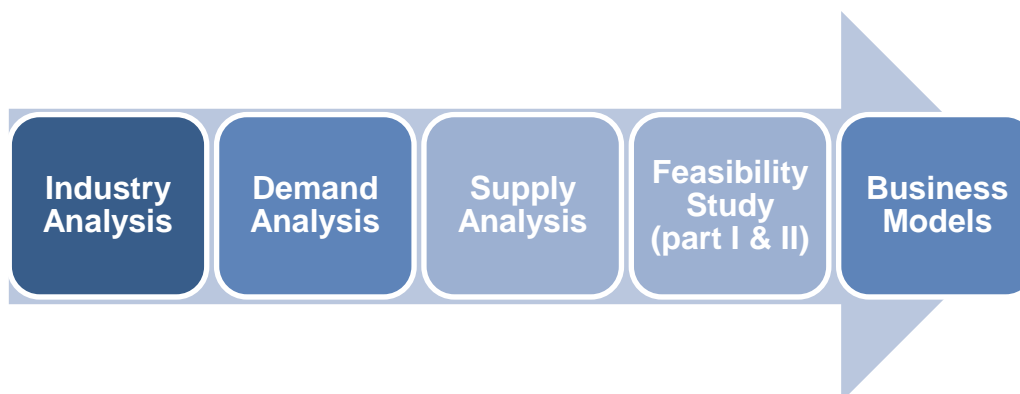 Industry
Analysis
Demand
Analysis
Supply
Analysis
Feasibility
Study
(part I & II)
Business
Models